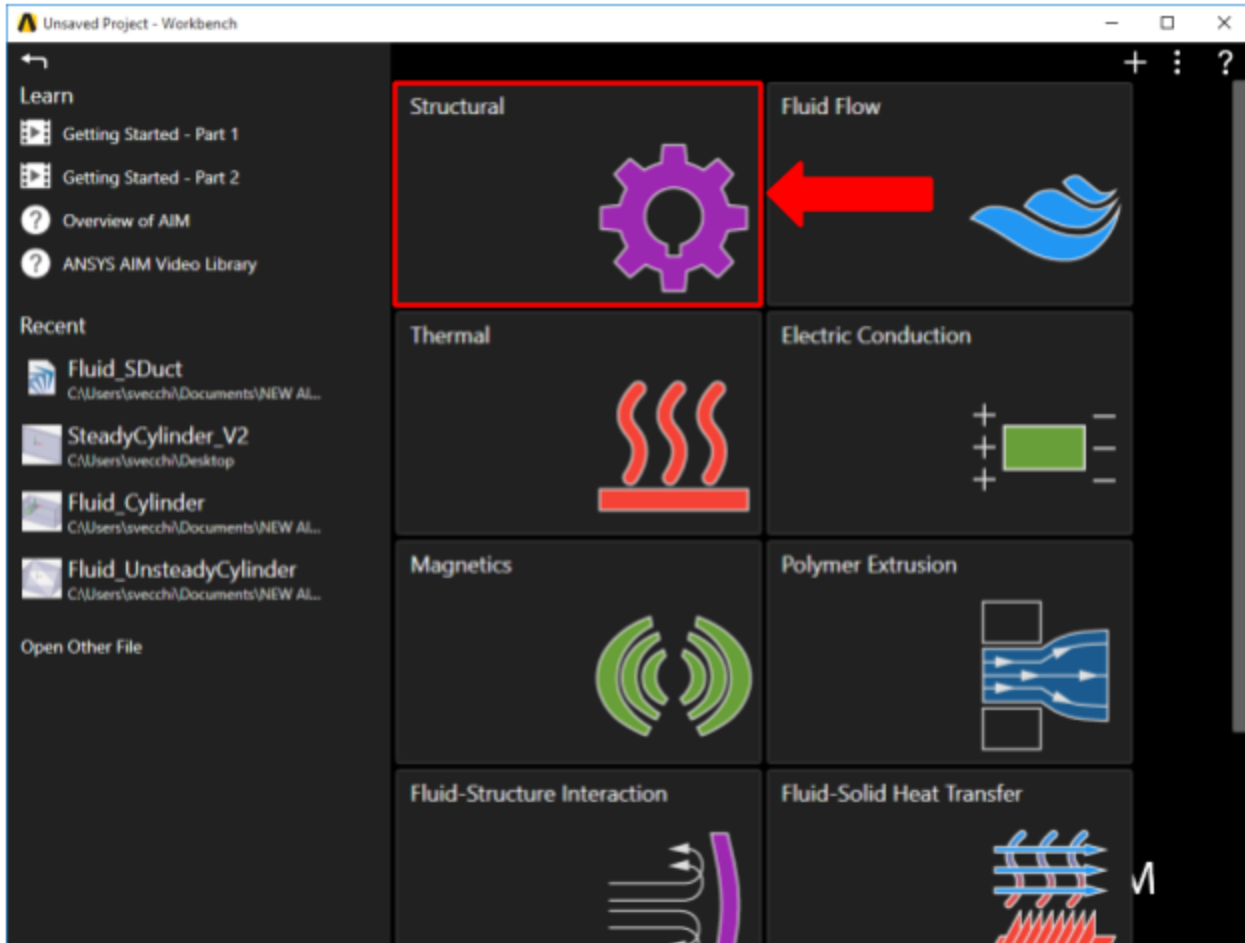 Unsaved Project - Workbench
?
Learn
Getting Started - Part 1
Getting Started - Part 2
? Overview of AIM
? ANSYS AIM Video Library
Recent
Fluid_SDuct
C:\Users\svecchi\Documents\NEW AI...
SteadyCylinder_V2
C:\Users\svecchi\Desktop
Fluid_Cylinder
C:\Users\svecchi\Documents\NEW AI...
Fluid_UnsteadyCylinder
C:\Users\svecchi\Documents\NEW AI...
Open Other File
Structural
Fluid Flow
Thermal
Electric Conduction
Magnetics
Polymer Extrusion
Fluid-Structure Interaction
Fluid-Solid Heat Transfer
M